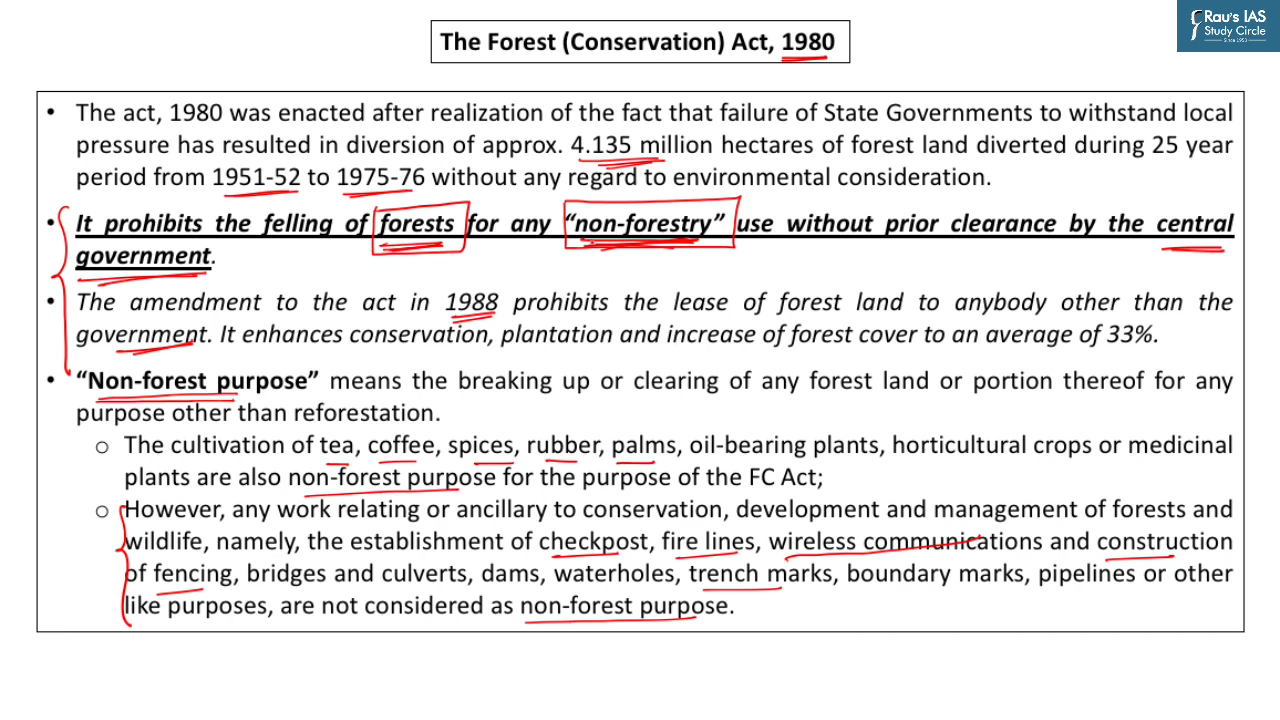 The Forest (Conservation) Act, 1980
Rau's IAS
Study Circle
Since 1953
• The act, 1980 was enacted after realization of the fact that failure of State Governments to withstand local
pressure has resulted in diversion of approx. 4.135 million hectares of forest land diverted during 25 year
period from 1951-52 to 1975-76 without any regard to environmental consideration.
• It prohibits the felling of forests for any “non-forestry” use without prior clearance by the central
government.
• The amendment to the act in 1988 prohibits the lease of forest land to anybody other than the
government. It enhances conservation, plantation and increase of forest cover to an average of 33%.
• “Non-forest purpose” means the breaking up or clearing of any forest land or portion thereof for any
purpose other than reforestation.
o The cultivation of tea, coffee, spices, rubber, palms, oil-bearing plants, horticultural crops or medicinal
plants are also non-forest purpose for the purpose of the FC Act;
o However, any work relating or ancillary to conservation, development and management of forests and
wildlife, namely, the establishment of checkpost, fire lines, wireless communications and construction
of fencing, bridges and culverts, dams, waterholes, trench marks, boundary marks, pipelines or other
like purposes, are not considered as non-forest purpose.